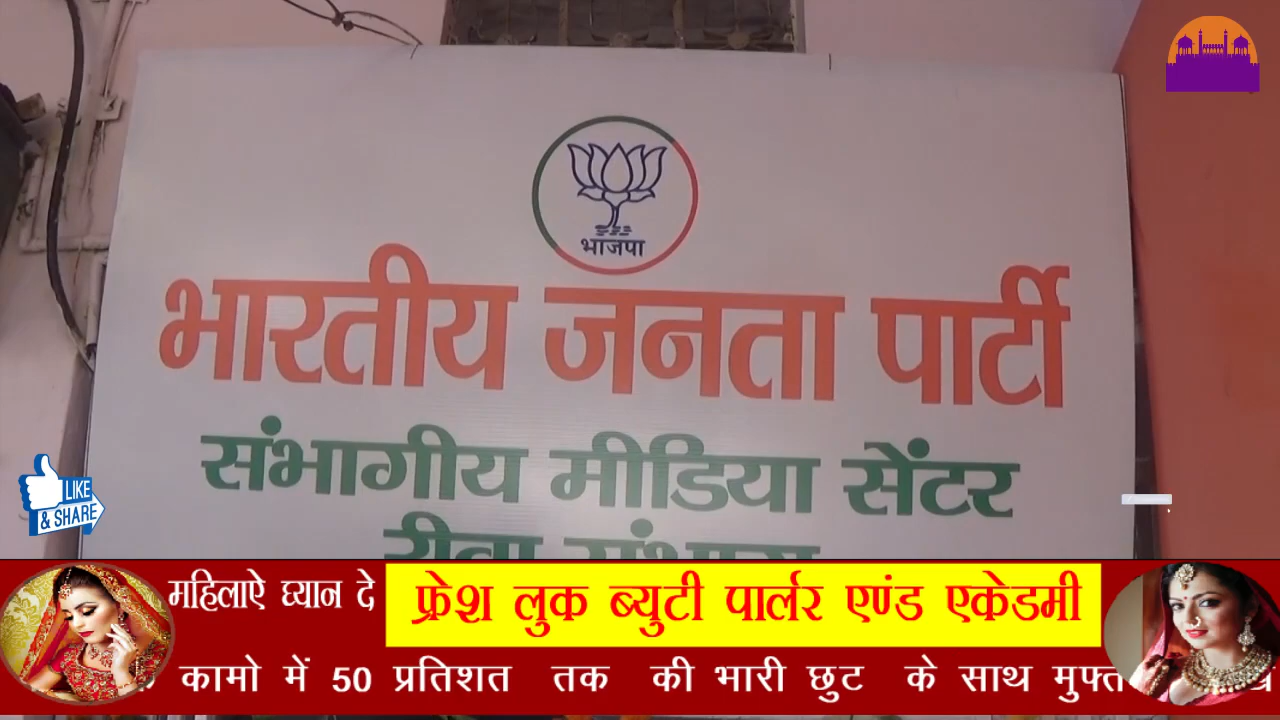 भाजपा
भारतीय जनता पार्टी
संभागीय मीडिया सेंटर
रीवा संभाग
LIKE
& SHARE
महिलाऐ घ्यान दे
फ्रेश लुक ब्युटी पार्लर एण्ड एकेडमी
कामो में 50 प्रतिशत तक की भारी छुट के साथ मुफ्त